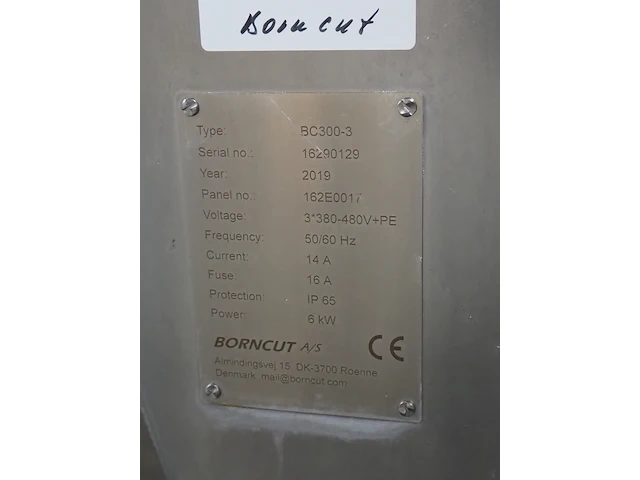 Born cut
Type: BC300-3
Serial no.: 16290129
Year: 2019
Panel no.: 162E0017
Voltage: 3*380-480V+PE
Frequency: 50/60 Hz
Current: 14 A
Fuse: 16 A
Protection: IP 65
Power: 6 kW
BORNCUT A/S CE
Almindingsvej 15, DK-3700 Roenne
Denmark, mail@borncut.com